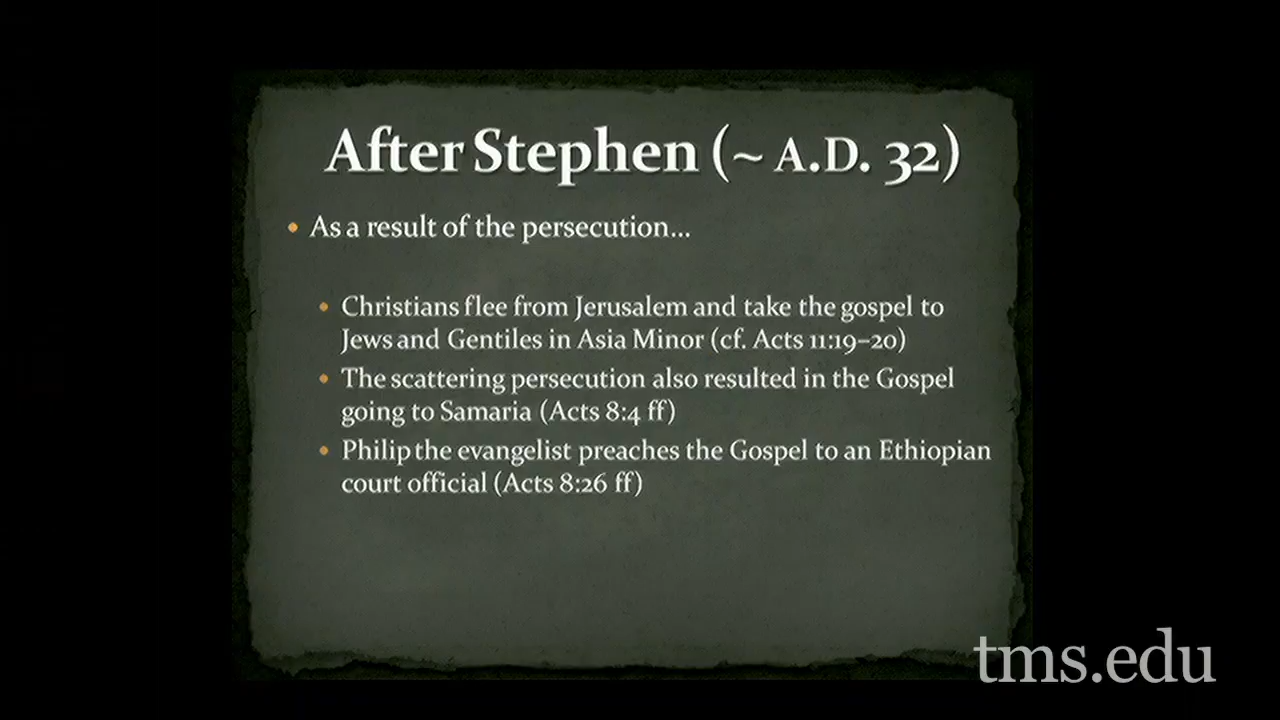 After Stephen (~ A.D. 32)
• As a result of the persecution...
• Christians flee from Jerusalem and take the gospel to
Jews and Gentiles in Asia Minor (cf. Acts 11:19–20)
• The scattering persecution also resulted in the Gospel
going to Samaria (Acts 8:4 ff)
• Philip the evangelist preaches the Gospel to an Ethiopian
court official (Acts 8:26 ff)
tms.edu